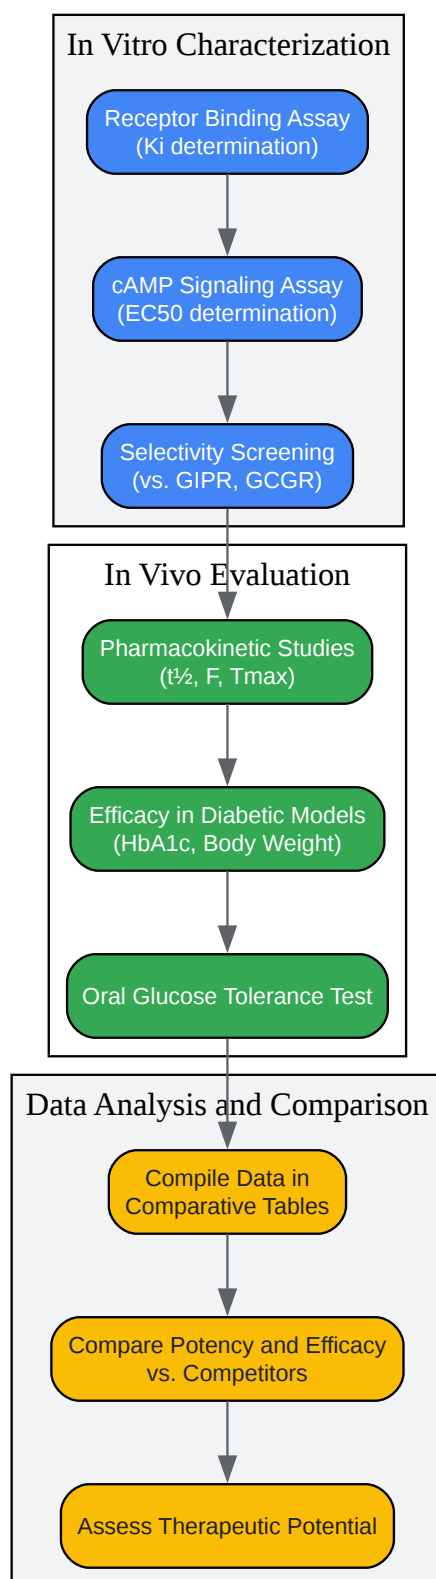 In Vitro Characterization
Receptor Binding Assay
(Ki determination)
cAMP Signaling Assay
(EC50 determination)
Selectivity Screening
(vs. GIPR, GCGR)
In Vivo Evaluation
Pharmacokinetic Studies
(t½, F, Tmax)
Efficacy in Diabetic Models
(HbA1c, Body Weight)
Oral Glucose Tolerance Test
Data Analysis and Comparison
Compile Data in
Comparative Tables
Compare Potency and Efficacy
vs. Competitors
Assess Therapeutic Potential